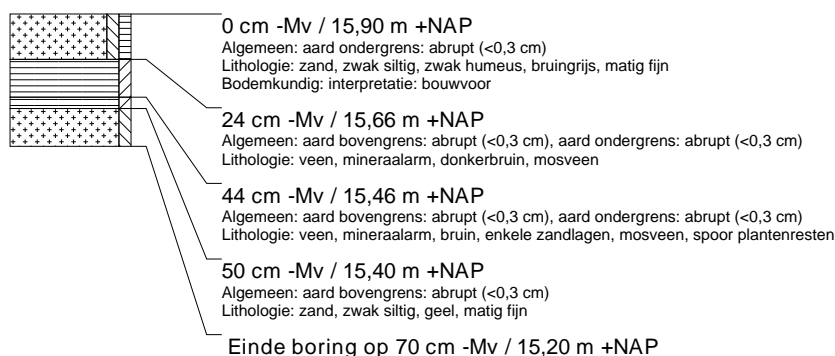 0 cm -Mv / 15,90 m +NAP
Algemeen: aard ondergrens: abrupt (<0,3 cm)
Lithologie: zand, zwak siltig, zwak humeus, bruingrijs, matig fijn
Bodemkundig: interpretatie: bouwvoor
24 cm -Mv / 15,66 m +NAP
Algemeen: aard bovengrens: abrupt (<0,3 cm), aard ondergrens: abrupt (<0,3 cm)
Lithologie: veen, mineraalarm, donkerbruin, mosveen
44 cm -Mv / 15,46 m +NAP
Algemeen: aard bovengrens: abrupt (<0,3 cm), aard ondergrens: abrupt (<0,3 cm)
Lithologie: veen, mineraalarm, bruin, enkele zandlagen, mosveen, spoor plantenresten
50 cm -Mv / 15,40 m +NAP
Algemeen: aard bovengrens: abrupt (<0,3 cm)
Lithologie: zand, zwak siltig, geel, matig fijn
Einde boring op 70 cm -Mv / 15,20 m +NAP